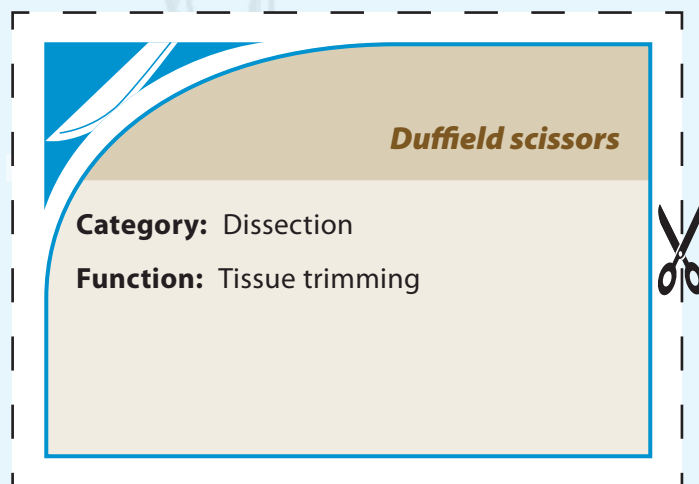 Duffield scissors
Category: Dissection
Function: Tissue trimming